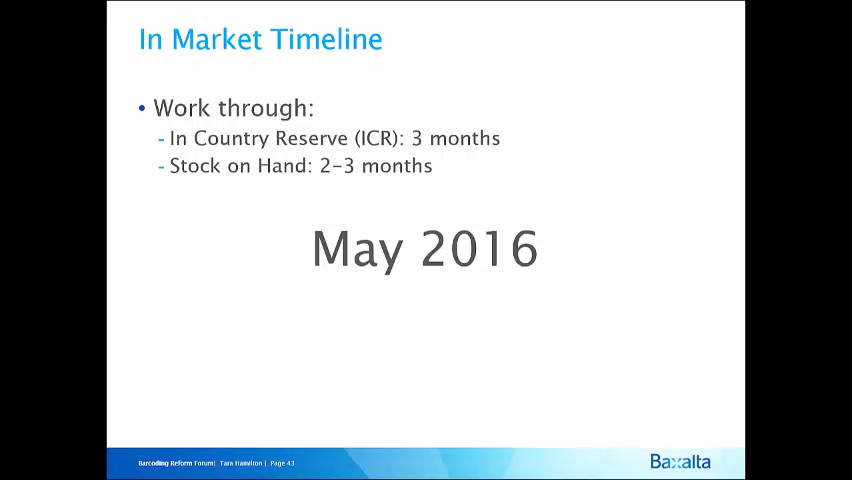 In Market Timeline
• Work through:
- In Country Reserve (ICR): 3 months
- Stock on Hand: 2-3 months
May 2016
Barcoding Reform Forum| Tara Hamilton | Page 43
Baxalta